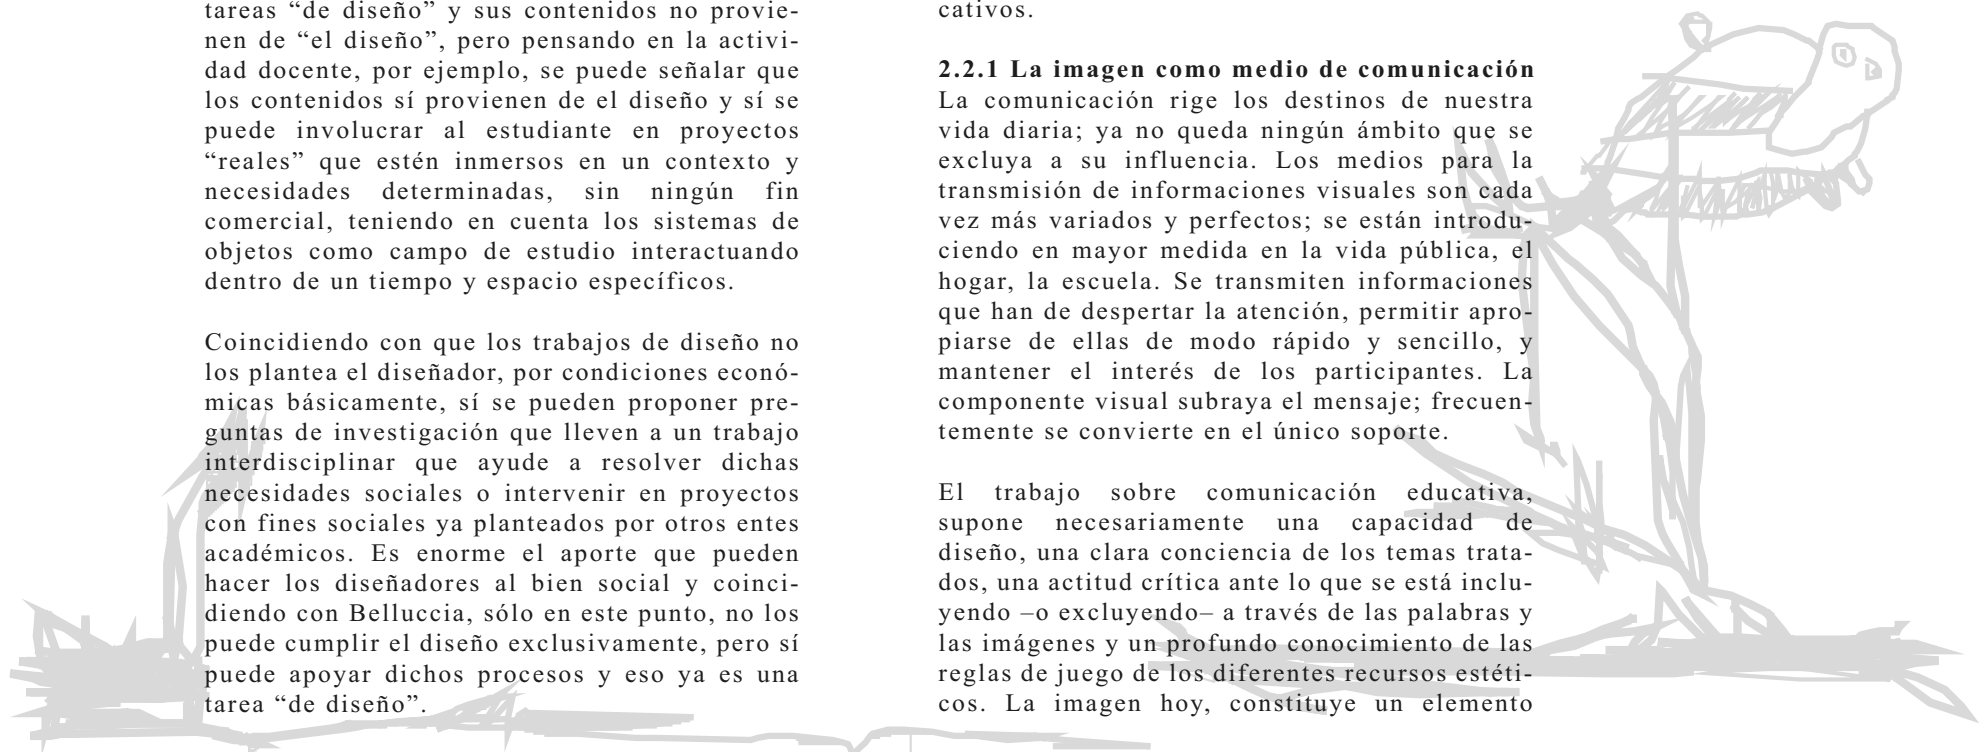 tareas “de diseño” y sus contenidos no provie-
nen de “el diseño”, pero pensando en la activi-
dad docente, por ejemplo, se puede señalar que
los contenidos sí provienen de el diseño y sí se
puede involucrar al estudiante en proyectos
“reales” que estén inmersos en un contexto y
necesidades determinadas, sin ningún fin
comercial, teniendo en cuenta los sistemas de
objetos como campo de estudio interactuando
dentro de un tiempo y espacio específicos.

Coincidiendo con que los trabajos de diseño no
los plantea el diseñador, por condiciones econó-
micas básicamente, sí se pueden proponer pre-
guntas de investigación que lleven a un trabajo
interdisciplinar que ayude a resolver dichas
necesidades sociales o intervenir en proyectos
con fines sociales ya planteados por otros entes
académicos. Es enorme el aporte que pueden
hacer los diseñadores al bien social y coinci-
diendo con Belluccia, sólo en este punto, no los
puede cumplir el diseño exclusivamente, pero sí
puede apoyar dichos procesos y eso ya es una
tarea “de diseño”.

cativos.

2.2.1 La imagen como medio de comunicación
La comunicación rige los destinos de nuestra
vida diaria; ya no queda ningún ámbito que se
excluya a su influencia. Los medios para la
transmisión de informaciones visuales son cada
vez más variados y perfectos; se están introdu-
ciendo en mayor medida en la vida pública, el
hogar, la escuela. Se transmiten informaciones
que han de despertar la atención, permitir apro-
piarse de ellas de modo rápido y sencillo, y
mantener el interés de los participantes. La
componente visual subraya el mensaje; frecuen-
temente se convierte en el único soporte.

El trabajo sobre comunicación educativa,
supone necesariamente una capacidad de
diseño, una clara conciencia de los temas trata-
dos, una actitud crítica ante lo que se está inclu-
yendo –o excluyendo– a través de las palabras y
las imágenes y un profundo conocimiento de las
reglas de juego de los diferentes recursos estéti-
cos. La imagen hoy, constituye un elemento